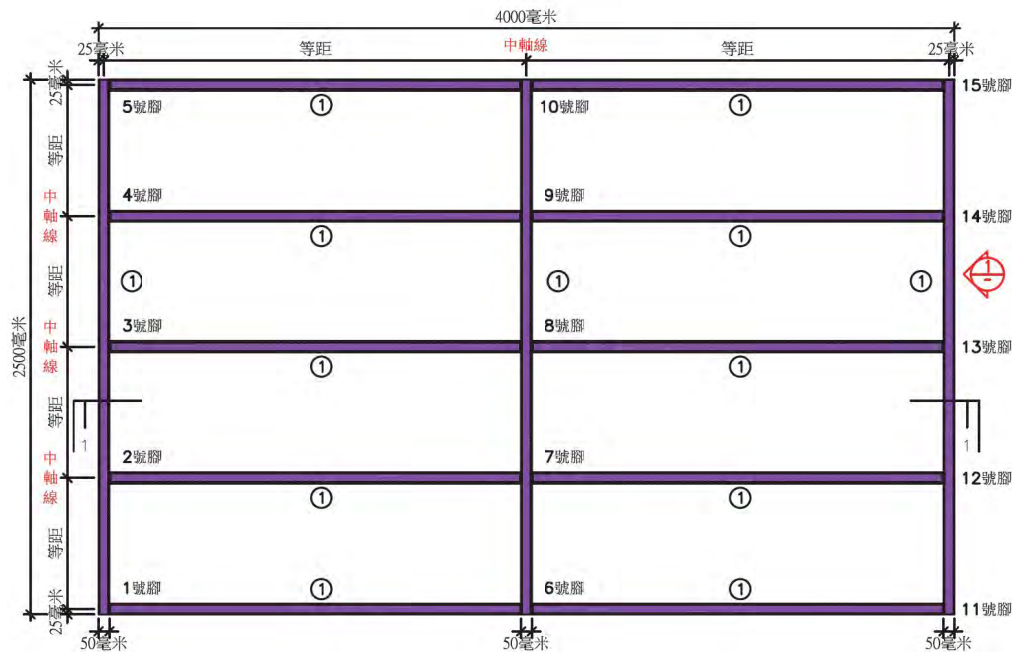 4000毫米
25毫米 等距 中軸線 等距 25毫米
25毫米
5號腳 ① 10號腳 ① 15號腳
等距
4號腳 9號腳
中軸線 14號腳
① ①
等距
① ① ① 1
-
3號腳 8號腳
中軸線 13號腳
2500毫米
① ①
等距
1 1
2號腳 7號腳
中軸線 12號腳
① ①
等距
1號腳 ① 6號腳 ① 11號腳
25毫米
50毫米 50毫米 50毫米